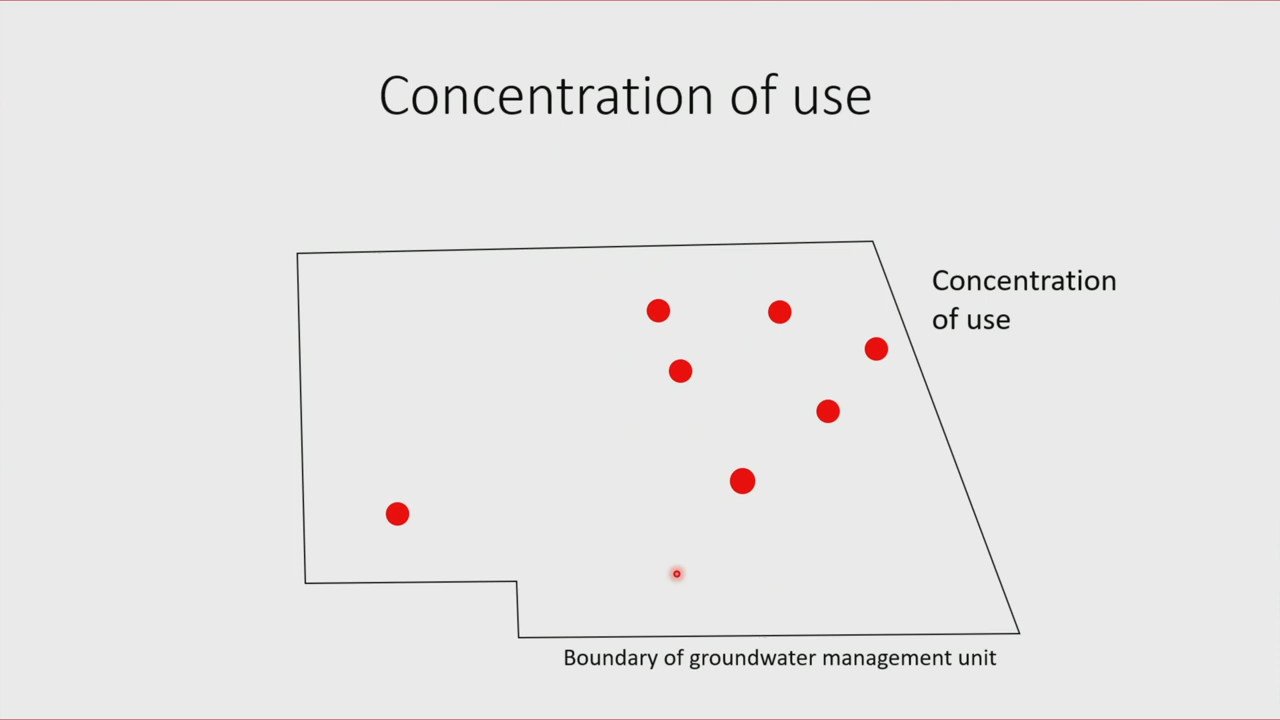 Concentration of use
Concentration
of use
Boundary of groundwater management unit